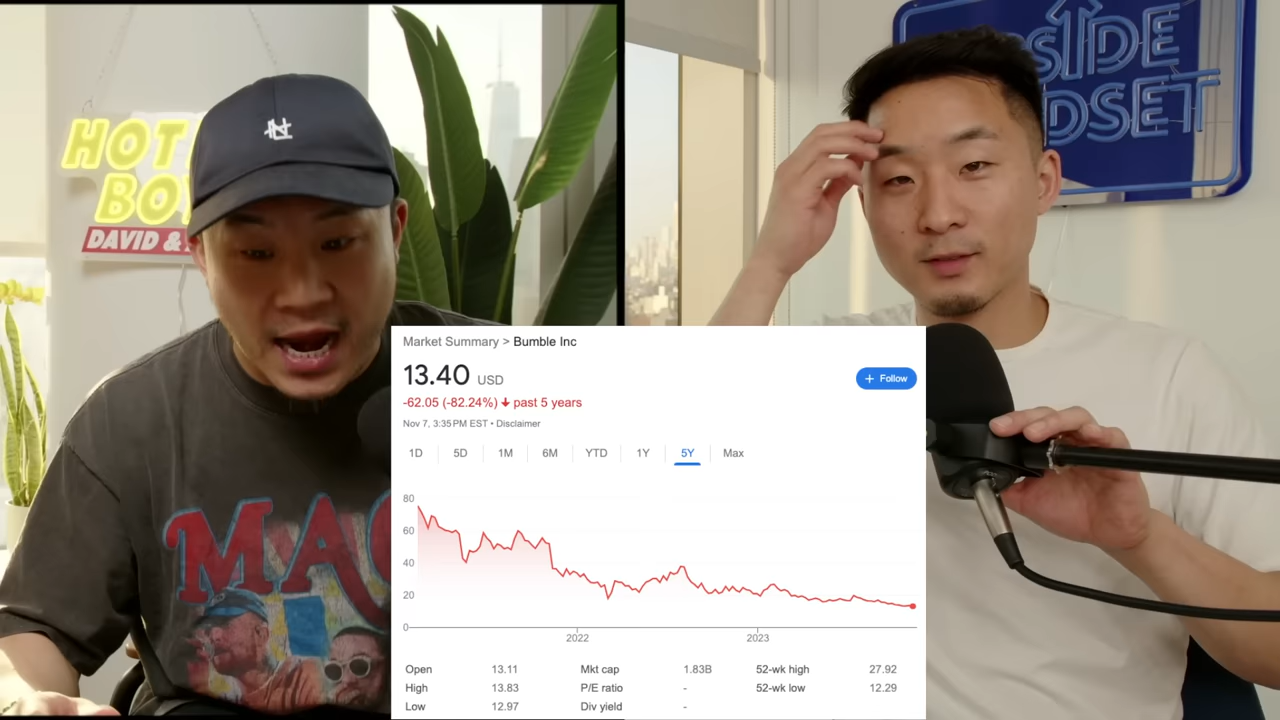 HOT
BOY
DAVID &
SIDE
DSET
MAC
Market Summary > Bumble Inc
13.40 USD
+ Follow
-62.05 (-82.24%) ↓ past 5 years
Nov 7, 3:35 PM EST • Disclaimer
1D 5D 1M 6M YTD 1Y 5Y Max
80
60
40
20
0
2022 2023
Open 13.11 Mkt cap 1.83B 52-wk high 27.92
High 13.83 P/E ratio - 52-wk low 12.29
Low 12.97 Div yield -